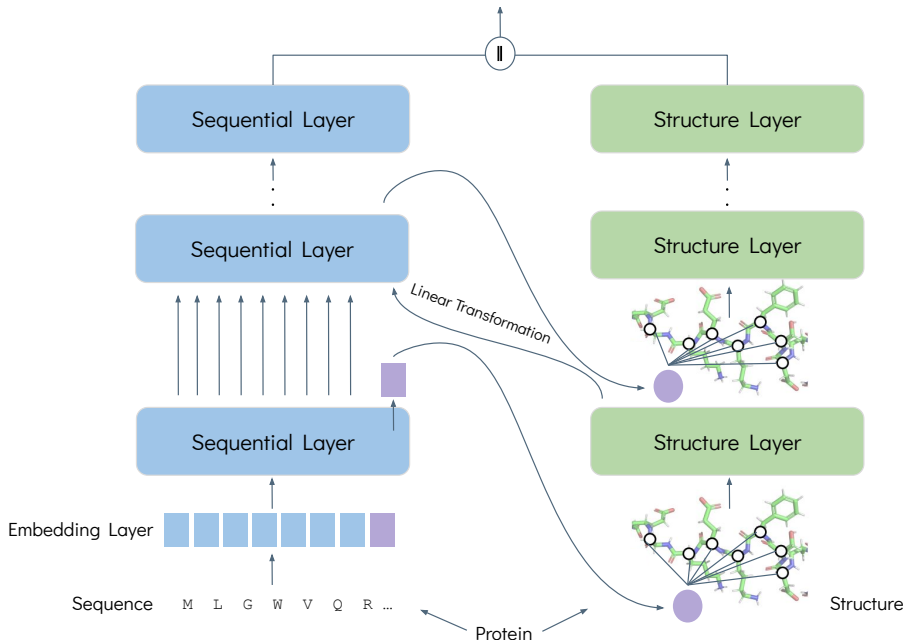 ||
Sequential Layer
Structure Layer
Sequential Layer
Structure Layer
Linear Transformation
Sequential Layer
Structure Layer
Embedding Layer
Sequence M L G W V Q R ...
Structure
Protein